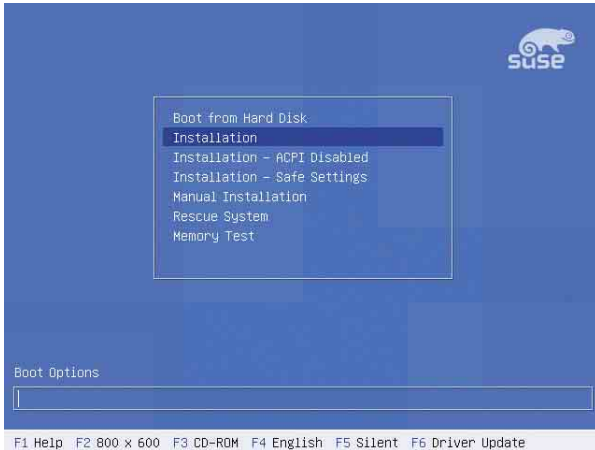 suse
Boot from Hard Disk
Installation
Installation - ACPI Disabled
Installation - Safe Settings
Manual Installation
Rescue System
Memory Test
Boot Options
F1 Help F2 800 x 600 F3 CD-ROM F4 English F5 Silent F6 Driver Update